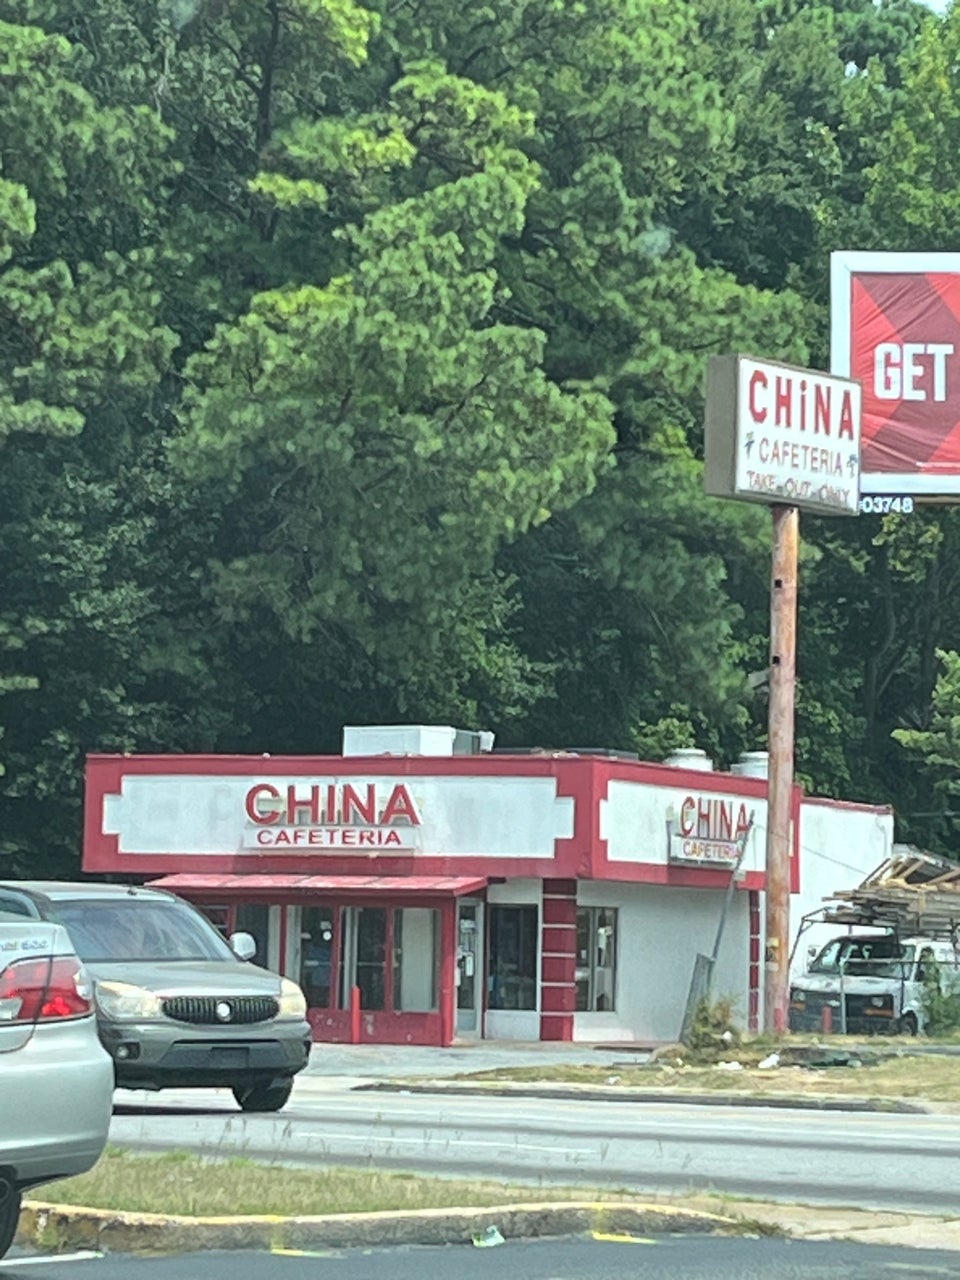 GET
CHiNA
CAFETERIA
TAKE-OUT ONLY
03748
CHINA
CAFETERIA
CHINA
CAFETERIA